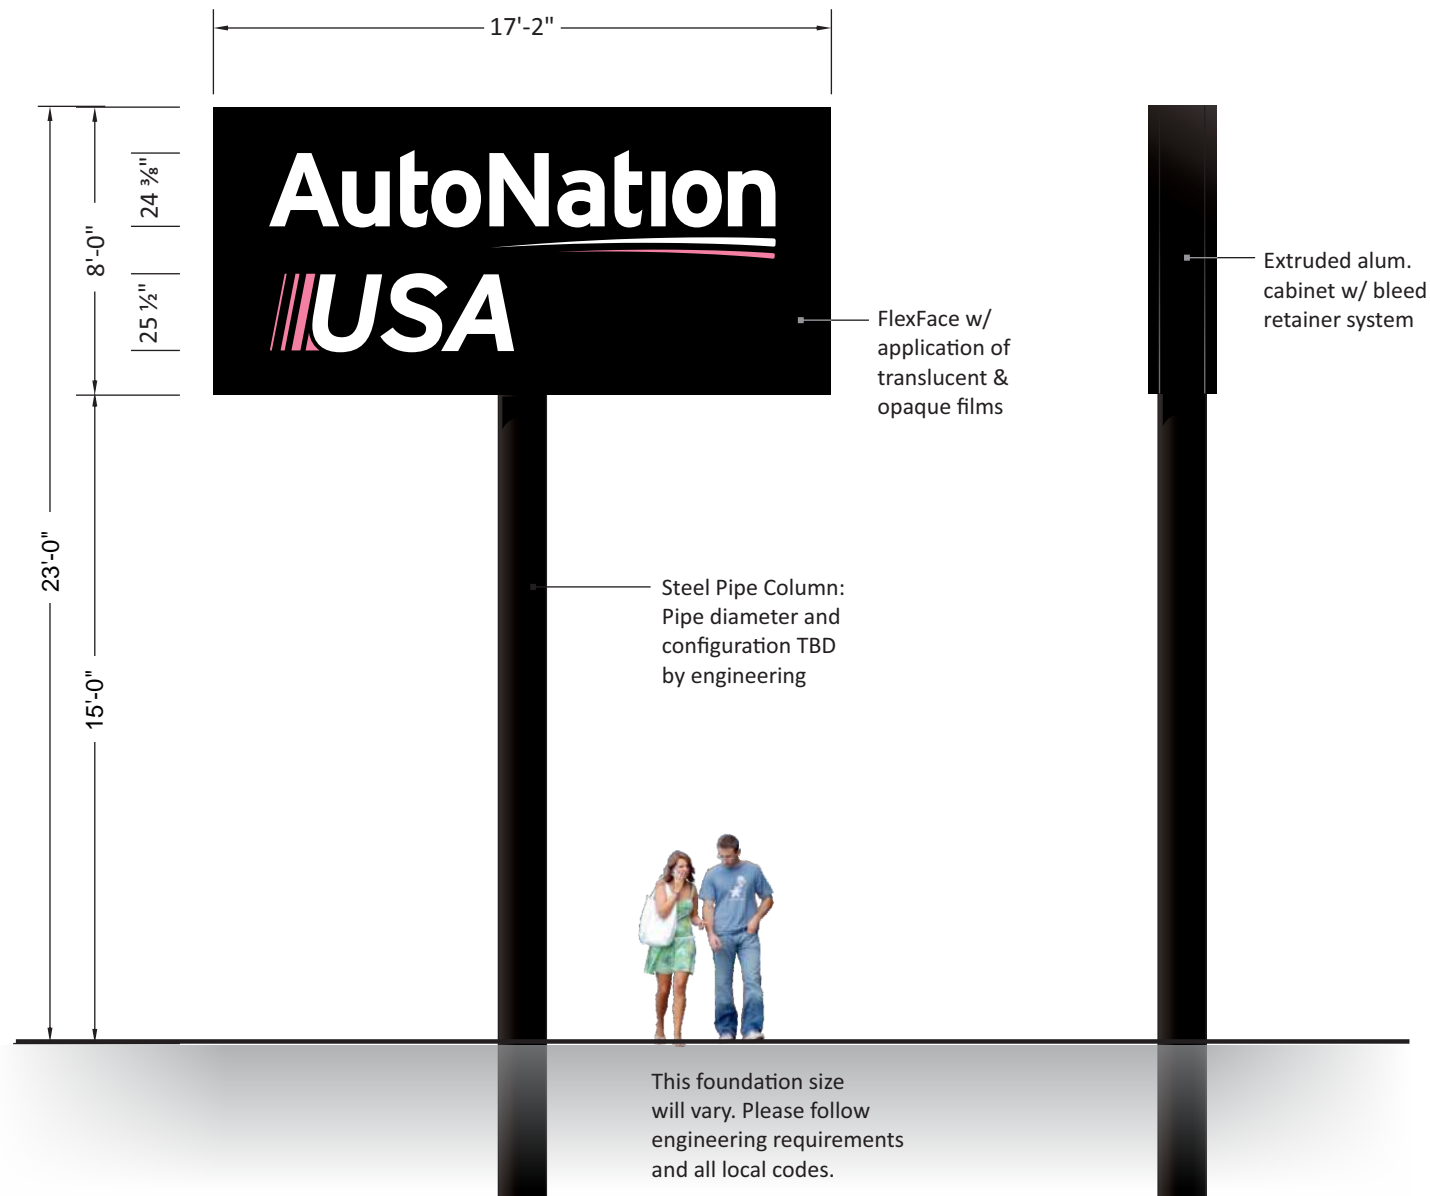 17'-2"
AutoNation
USA
24 ⅜"
8'-0"
25 ½"
23'-0"
15'-0"
FlexFace w/
application of
translucent &
opaque films
Extruded alum.
cabinet w/ bleed
retainer system
Steel Pipe Column:
Pipe diameter and
configuration TBD
by engineering
This foundation size
will vary. Please follow
engineering requirements
and all local codes.